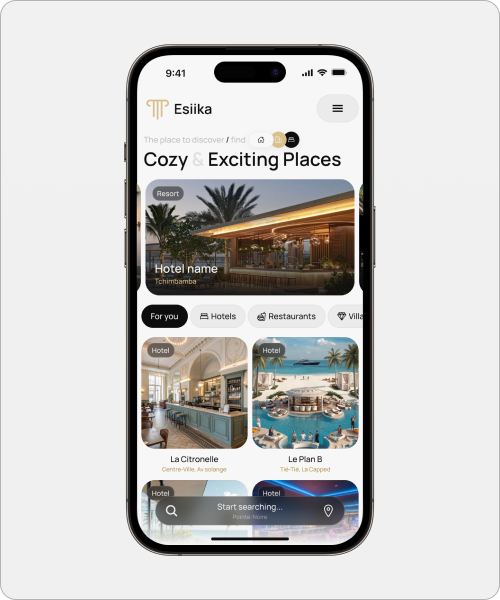 9:41
Esiika
The place to discover / find
Cozy & Exciting Places
Resort
Hotel name
Tchimbamba
For you
Hotels
Restaurants
Villa
Hotel
Hotel
La Citronelle
Le Plan B
Centre-Ville, Av solange
Tié-Tié, La Capped
Hotel
Hotel
Start searching...
Pointe-Noire